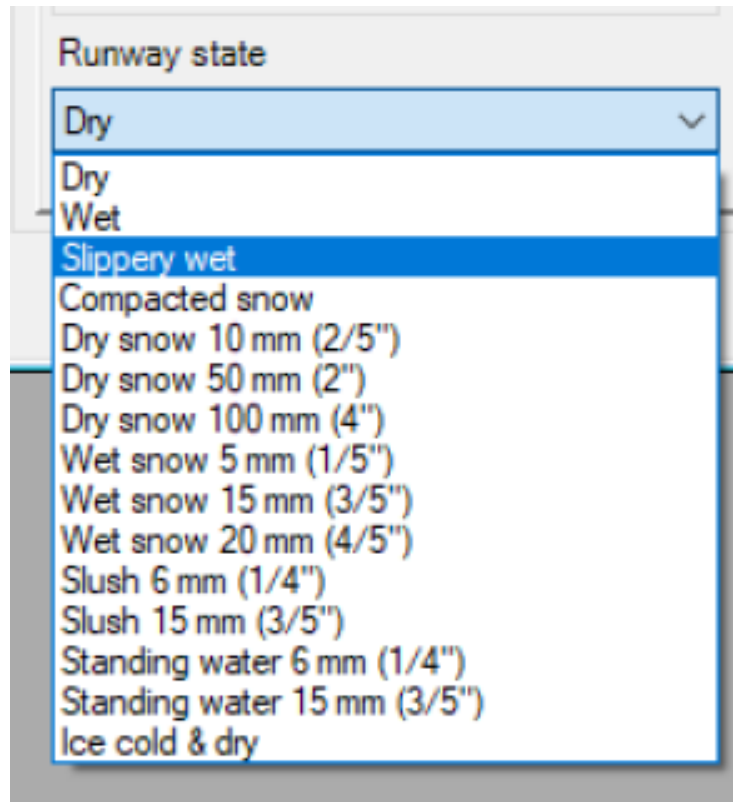 Runway state
Dry
Dry
Wet
Slippery wet
Compacted snow
Dry snow 10 mm (2/5")
Dry snow 50 mm (2")
Dry snow 100 mm (4")
Wet snow 5 mm (1/5")
Wet snow 15 mm (3/5")
Wet snow 20 mm (4/5")
Slush 6 mm (1/4")
Slush 15 mm (3/5")
Standing water 6 mm (1/4")
Standing water 15 mm (3/5")
Ice cold & dry